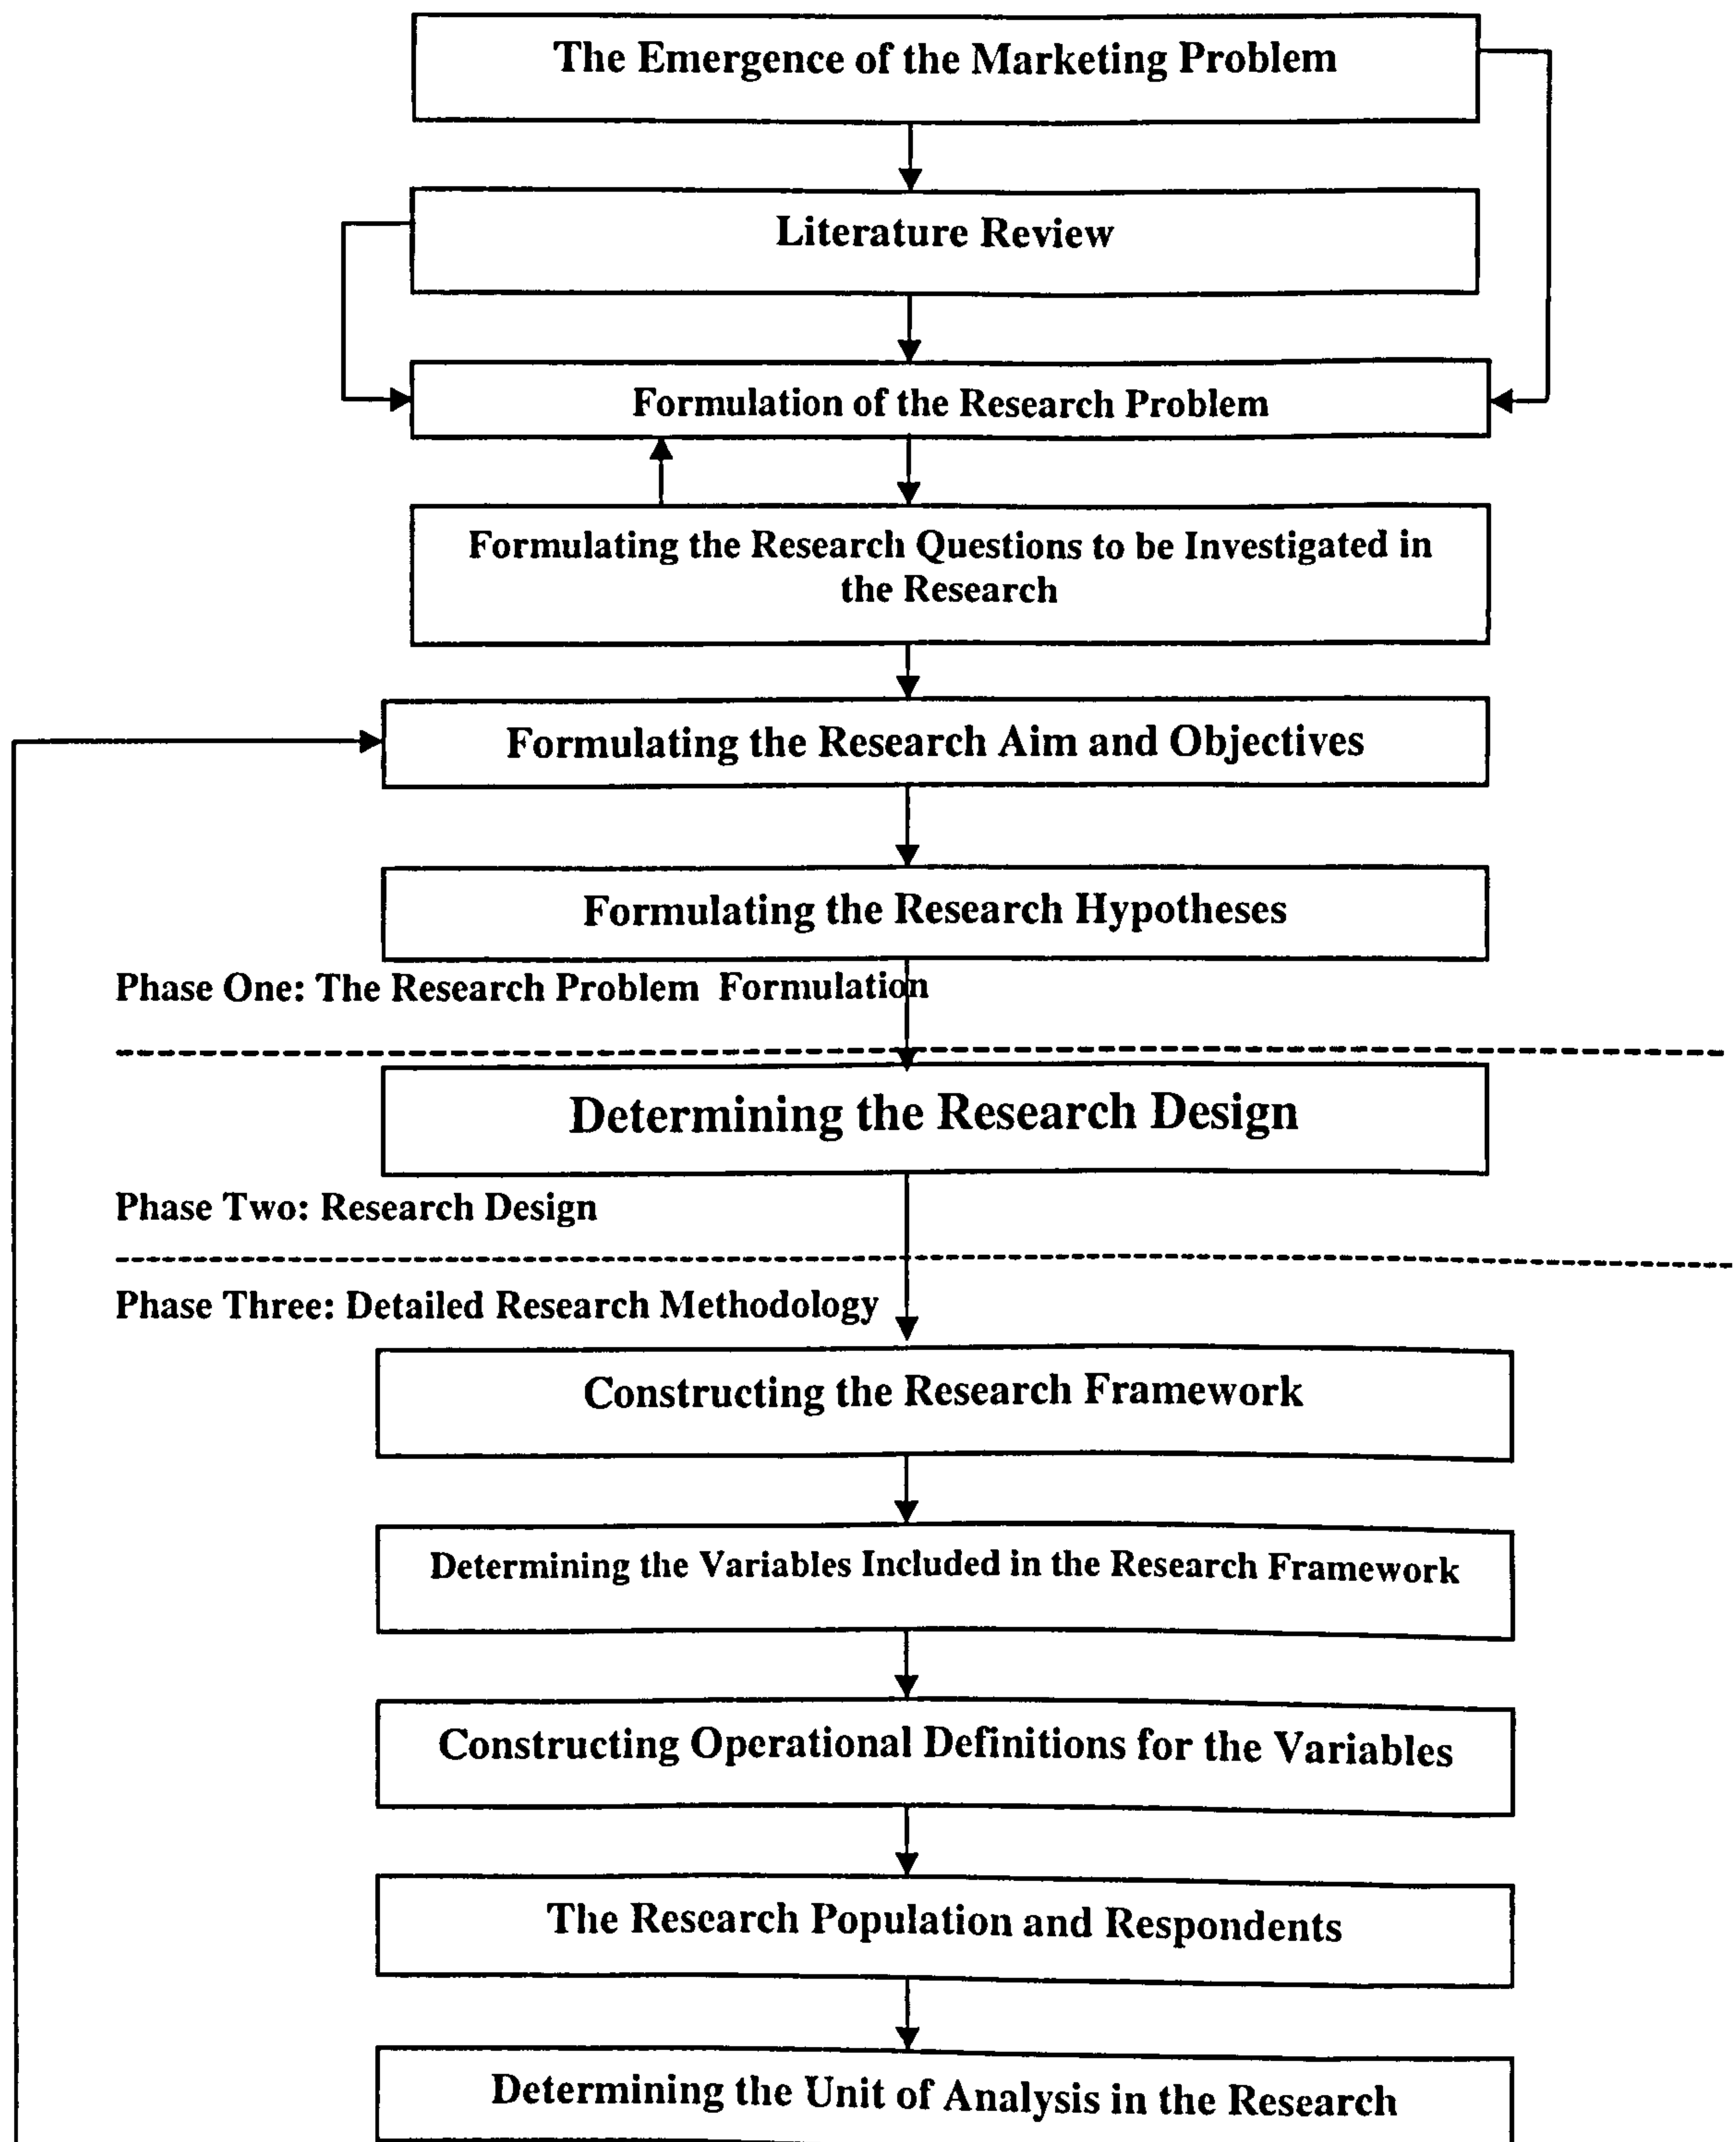 The Emergence of the Marketing Problem
Literature Review
Formulation of the Research Problem
Formulating the Research Questions to be Investigated in
the Research
Formulating the Research Aim and Objectives
Formulating the Research Hypotheses
Phase One: The Research Problem Formulation
Determining the Research Design
Phase Two: Research Design
Phase Three: Detailed Research Methodology
Constructing the Research Framework
Determining the Variables Included in the Research Framework
Constructing Operational Definitions for the Variables
The Research Population and Respondents
Determining the Unit of Analysis in the Research